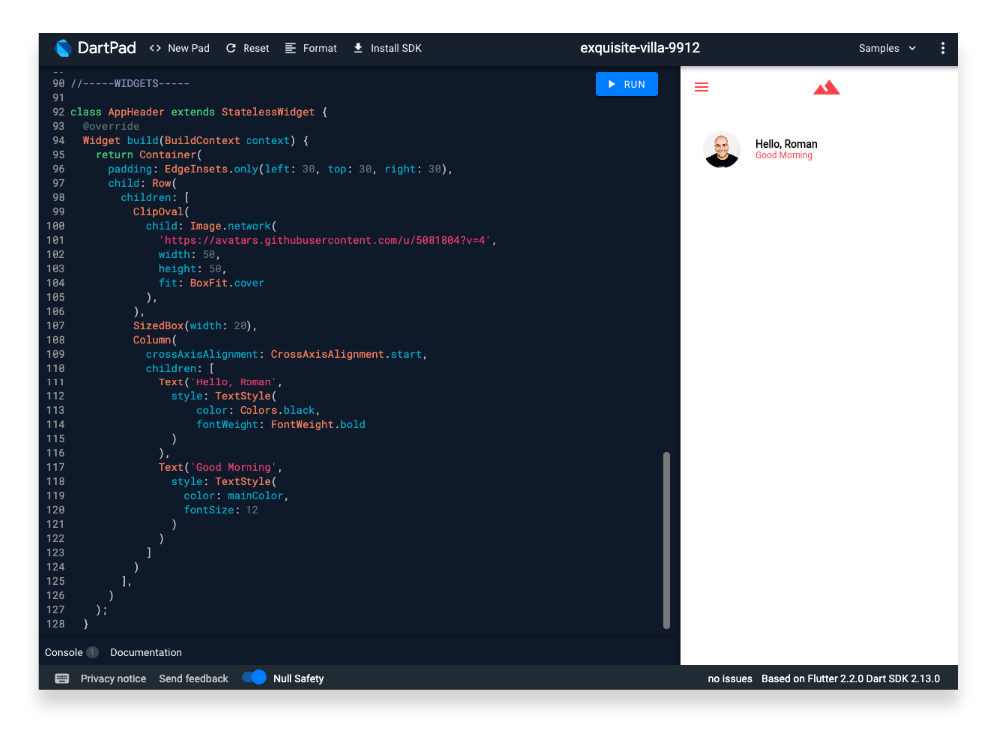 DartPad <> New Pad Reset Format Install SDK exquisite-villa-9912 Samples
90 //-----WIDGETS-----
RUN
91
92 class AppHeader extends StatelessWidget {
93 @override
94 Widget build(BuildContext context) {
95 return Container(
96 padding: EdgeInsets.only(left: 30, top: 30, right: 30),
97 child: Row(
98 children: [
99 ClipOval(
100 child: Image.network(
101 'https://avatars.githubusercontent.com/u/5081804?v=4',
102 width: 50,
103 height: 50,
104 fit: BoxFit.cover
105 ),
106 ),
107 SizedBox(width: 20),
108 Column(
109 crossAxisAlignment: CrossAxisAlignment.start,
110 children: [
111 Text('Hello, Roman',
112 style: TextStyle(
113 color: Colors.black,
114 fontWeight: FontWeight.bold
115 )
116 ),
117 Text('Good Morning',
118 style: TextStyle(
119 color: mainColor,
120 fontSize: 12
121 )
122 )
123 ]
124 )
125 ],
126 )
127 );
128 }
Hello, Roman
Good Morning
Console 1 Documentation
Privacy notice Send feedback Null Safety no issues Based on Flutter 2.2.0 Dart SDK 2.13.0